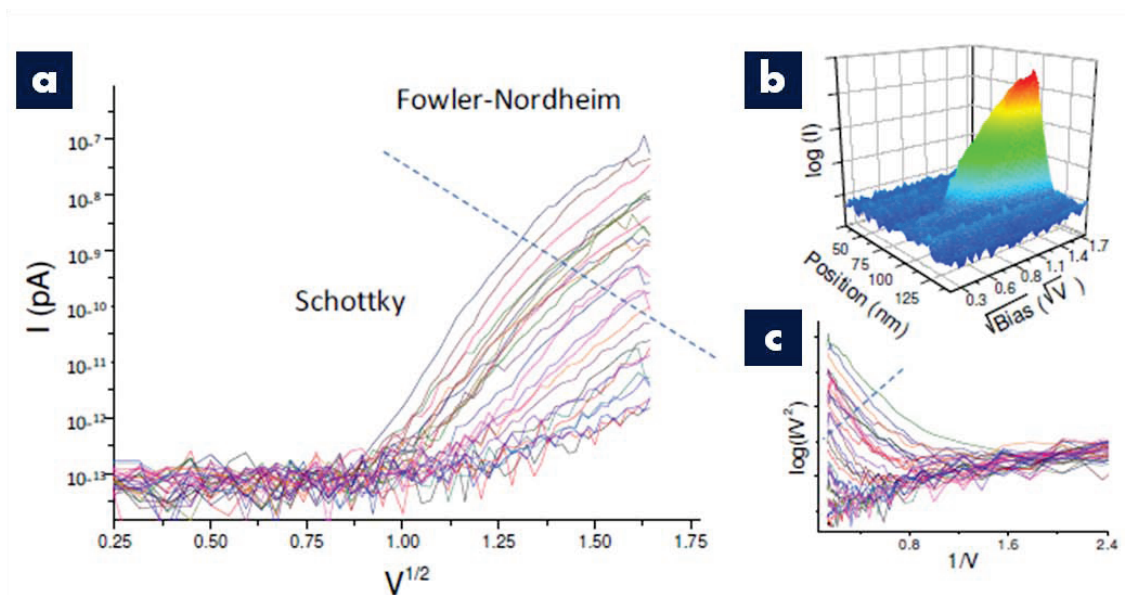 a
Fowler-Nordheim
Schottky
I (pA)
10-7
10-8
10-9
10-10
10-11
10-12
10-13
0.25
0.50
0.75
1.00
1.25
1.50
1.75
V1/2
b
log (I)
50
75
100
125
Position (nm)
0.3
0.6
0.8
1.1
1.4
1.7
√Bias (√V)
c
log(I/V2)
0.8
1.6
2.4
1/V